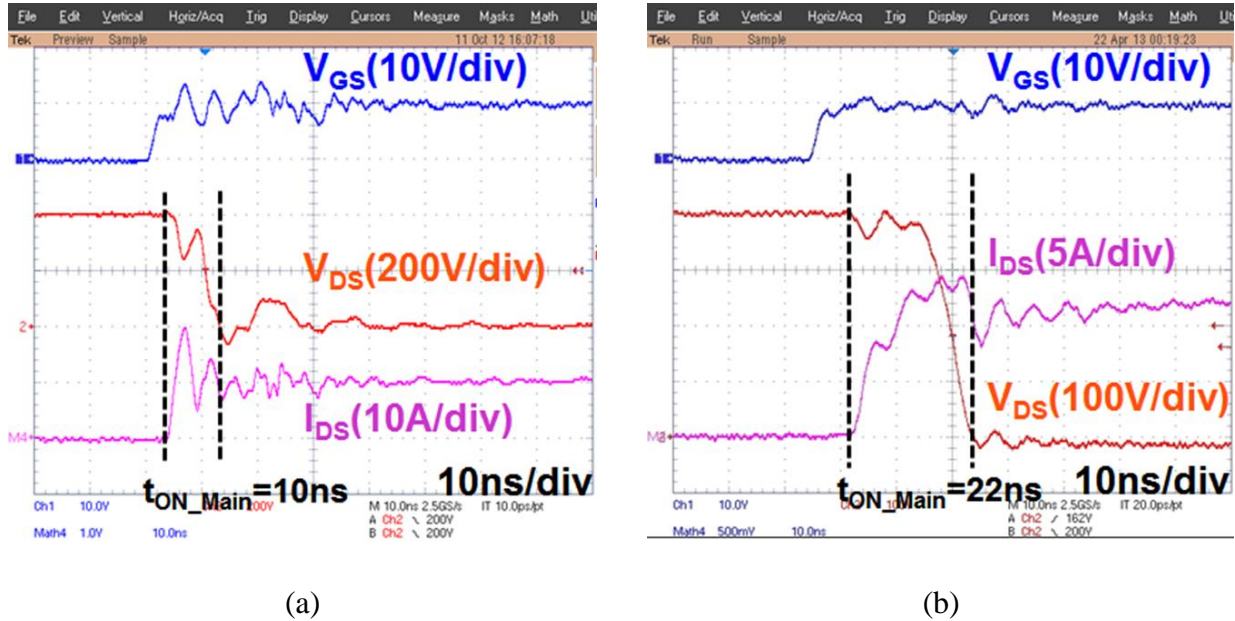 File Edit Vertical Horiz/Acq Trig Display Cursors Measure Masks Math
Tek Preview Sample 11 Oct 12 16:07:18
VGS(10V/div)
VDS(200V/div)
2
IDS(10A/div)
M4
tON_Main=10ns
10ns/div
Ch1 10.0V 200V M 10.0ns 2.5GS/s IT 10.0ps/pt
A Ch2 \ 200V
Math4 1.0V 10.0ns B Ch2 \ 200V
(a)
File Edit Vertical Horiz/Acq Trig Display Cursors Measure Masks Math
Tek Run Sample 22 Apr 13 00:19:23
VGS(10V/div)
IDS(5A/div)
VDS(100V/div)
tON_Main=22ns
10ns/div
Ch1 10.0V M 10.0ns 2.5GS/s IT 20.0ps/pt
A Ch2 / 162V
Math4 500mV 10.0ns B Ch2 \ 200V
(b)